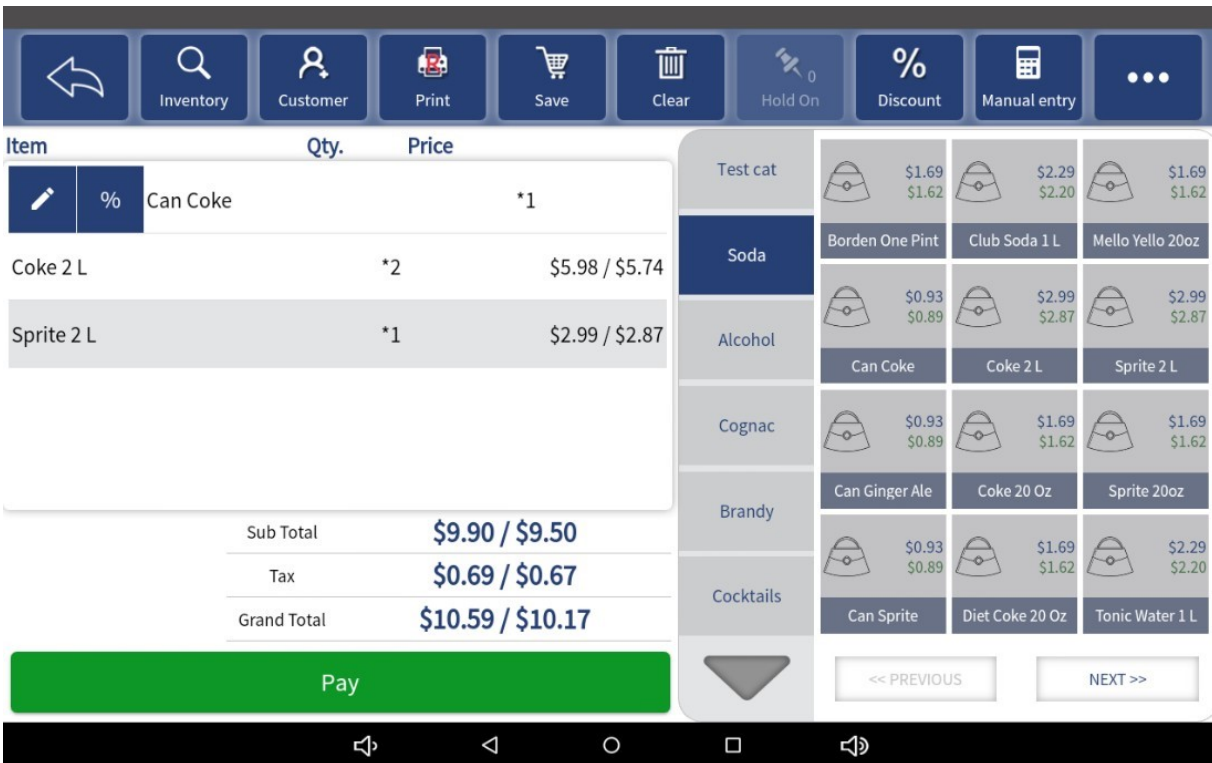 Inventory
Customer
Print
Save
Clear
0
Hold On
%
Discount
Manual entry
Item Qty. Price
% Can Coke *1
Coke 2 L *2 $5.98 / $5.74
Sprite 2 L *1 $2.99 / $2.87
Sub Total $9.90 / $9.50
Tax $0.69 / $0.67
Grand Total $10.59 / $10.17
Pay
Test cat
Soda
Alcohol
Cognac
Brandy
Cocktails
$1.69
$1.62
Borden One Pint
$2.29
$2.20
Club Soda 1 L
$1.69
$1.62
Mello Yello 20oz
$0.93
$0.89
Can Coke
$2.99
$2.87
Coke 2 L
$2.99
$2.87
Sprite 2 L
$0.93
$0.89
Can Ginger Ale
$1.69
$1.62
Coke 20 Oz
$1.69
$1.62
Sprite 20oz
$0.93
$0.89
Can Sprite
$1.69
$1.62
Diet Coke 20 Oz
$2.29
$2.20
Tonic Water 1 L
<< PREVIOUS
NEXT >>